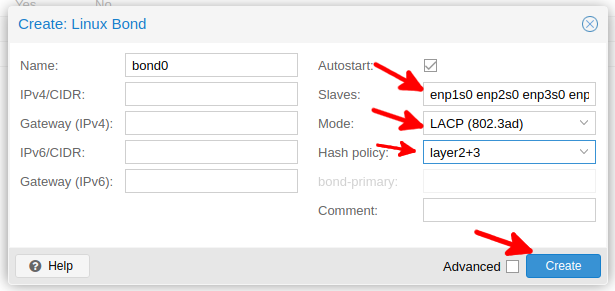 Yes No
Create: Linux Bond
Name: bond0 Autostart:
IPv4/CIDR: Slaves: enp1s0 enp2s0 enp3s0 enp
Gateway (IPv4): Mode: LACP (802.3ad)
IPv6/CIDR: Hash policy: layer2+3
Gateway (IPv6): bond-primary:
Comment:
? Help Advanced Create